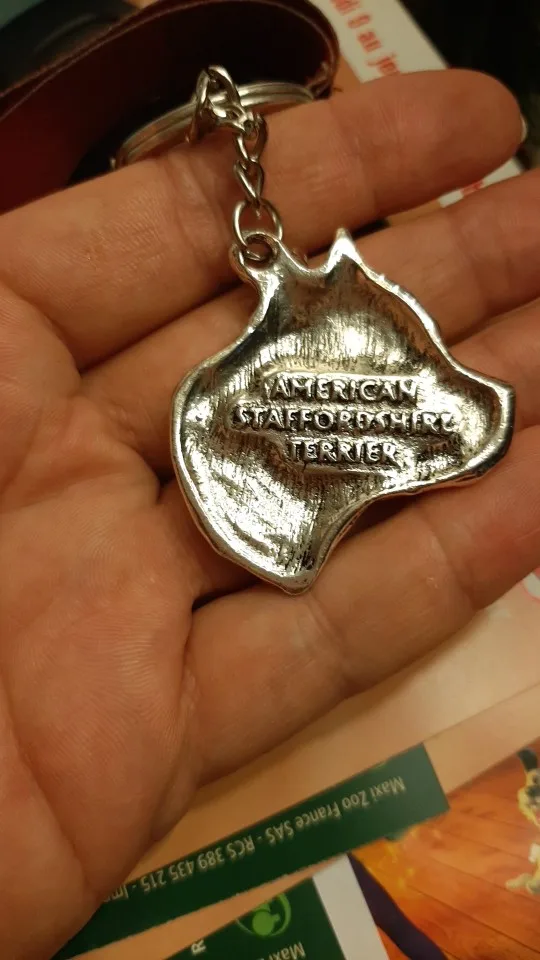 AMERICAN
STAFFORDSHIRE
TERRIER
Maxi Zoo France SAS - RCS 389 435 215 -